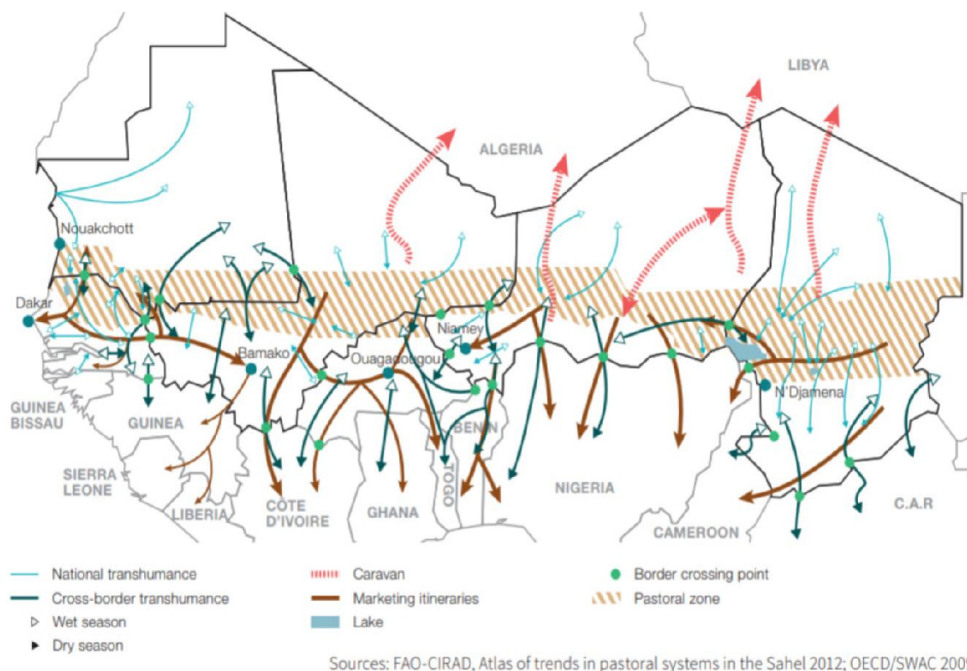 LIBYA
ALGERIA
Nouakchott
Dakar
Niamey
Bamako
Ouagadougou
N'Djamena
GUINEA
BISSAU
GUINEA
BENIN
SIERRA
LEONE
TOGO
NIGERIA
C.A.R
LIBERIA
CÔTE
D'IVOIRE
GHANA
CAMEROON
National transhumance
Caravan
Border crossing point
Cross-border transhumance
Marketing itineraries
Pastoral zone
Wet season
Lake
Dry season
Sources: FAO-CIRAD, Atlas of trends in pastoral systems in the Sahel 2012; OECD/SWAC 200